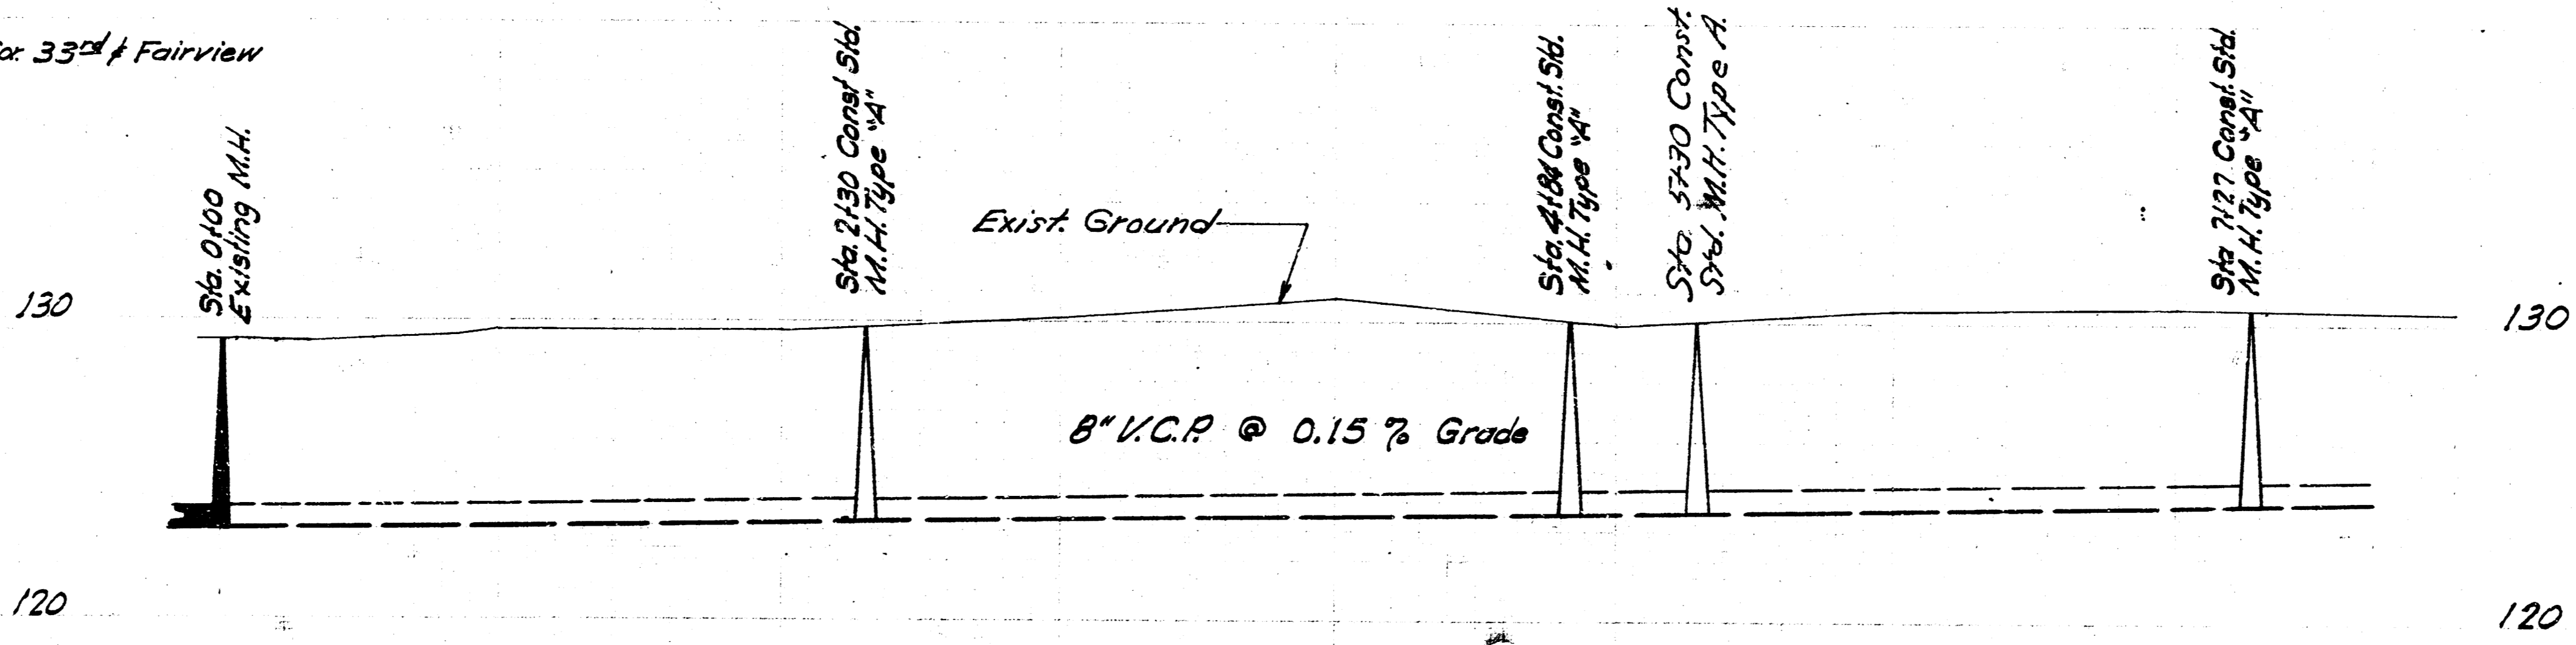 33rd & Fairview
Sta. 0+00
Existing M.H.
Sta. 2+30 Const Std.
M.H. Type "A"
Exist. Ground
Sta. 4+84 Const. Std.
M.H. Type "A"
Sta. 5+30 Const.
Std. M.H. Type A.
Sta 7+27 Const. Std.
M.H. Type "A"
130
130
8" V.C.P. @ 0.15 % Grade
120
120